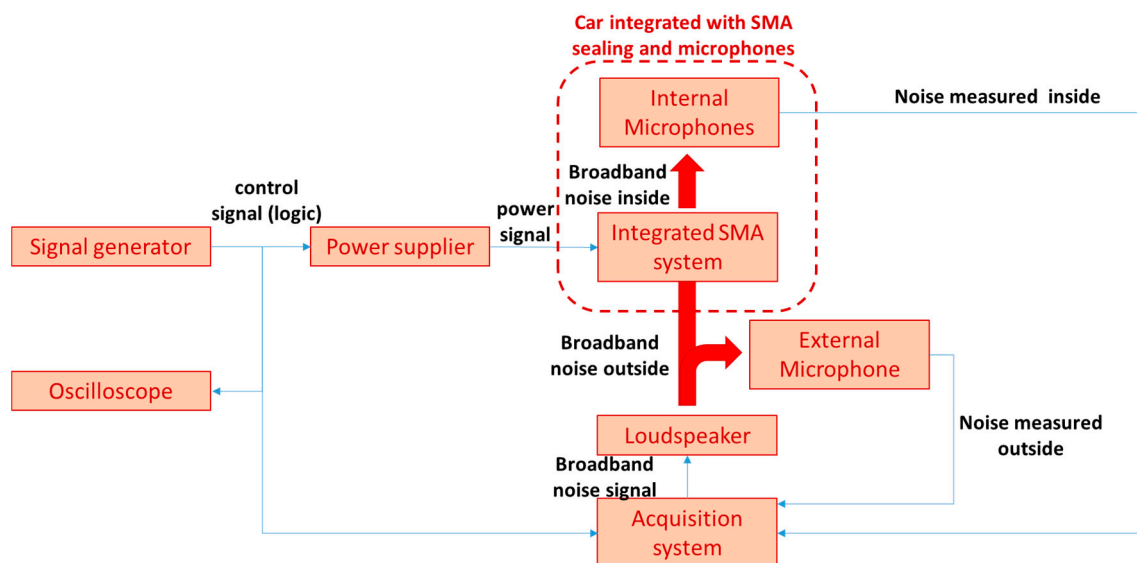 Car integrated with SMA
sealing and microphones
Internal
Microphones
Noise measured inside
Broadband
noise inside
control
signal (logic)
power
signal
Signal generator
Power supplier
Integrated SMA
system
Broadband
noise outside
External
Microphone
Oscilloscope
Loudspeaker
Noise measured
outside
Broadband
noise signal
Acquisition
system